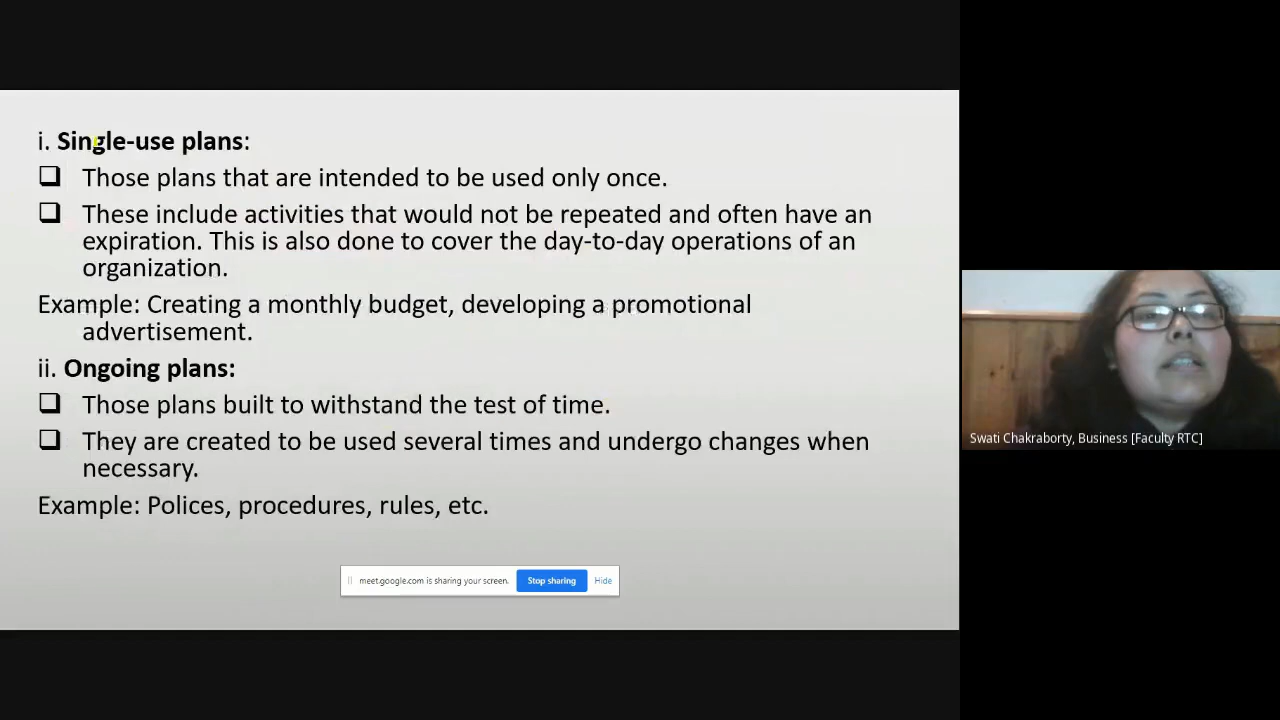 i. Single-use plans:
Those plans that are intended to be used only once.
These include activities that would not be repeated and often have an
expiration. This is also done to cover the day-to-day operations of an
organization.
Example: Creating a monthly budget, developing a promotional
advertisement.
ii. Ongoing plans:
Those plans built to withstand the test of time.
They are created to be used several times and undergo changes when
necessary.
Example: Polices, procedures, rules, etc.
meet.google.com is sharing your screen. Stop sharing Hide
Swati Chakraborty, Business [Faculty RTC]